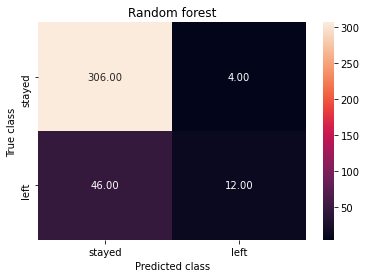 Random forest
306.00
4.00
46.00
12.00
stayed
left
True class
stayed
left
Predicted class
300
250
200
150
100
50